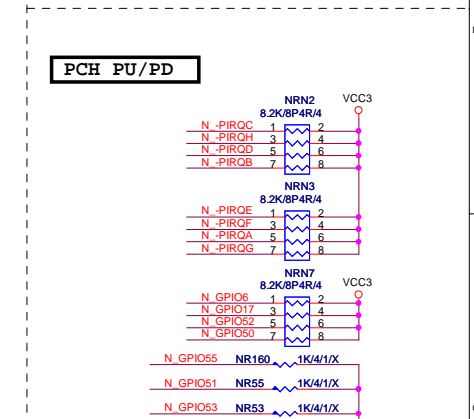 PCH PU/PD
NRN2 VCC3
8.2K/8P4R/4
N_-PIRQC 1 2
N_-PIRQH 3 4
N_-PIRQD 5 6
N_-PIRQB 7 8
NRN3
8.2K/8P4R/4
N_-PIRQE 1 2
N_-PIRQF 3 4
N_-PIRQA 5 6
N_-PIRQG 7 8
NRN7
8.2K/8P4R/4 VCC3
N_GPIO6 1 2
N_GPIO17 3 4
N_GPIO52 5 6
N_GPIO50 7 8
N_GPIO55 NR160 1K/4/1/X
N_GPIO51 NR55 1K/4/1/X
N_GPIO53 NR53 1K/4/1/X